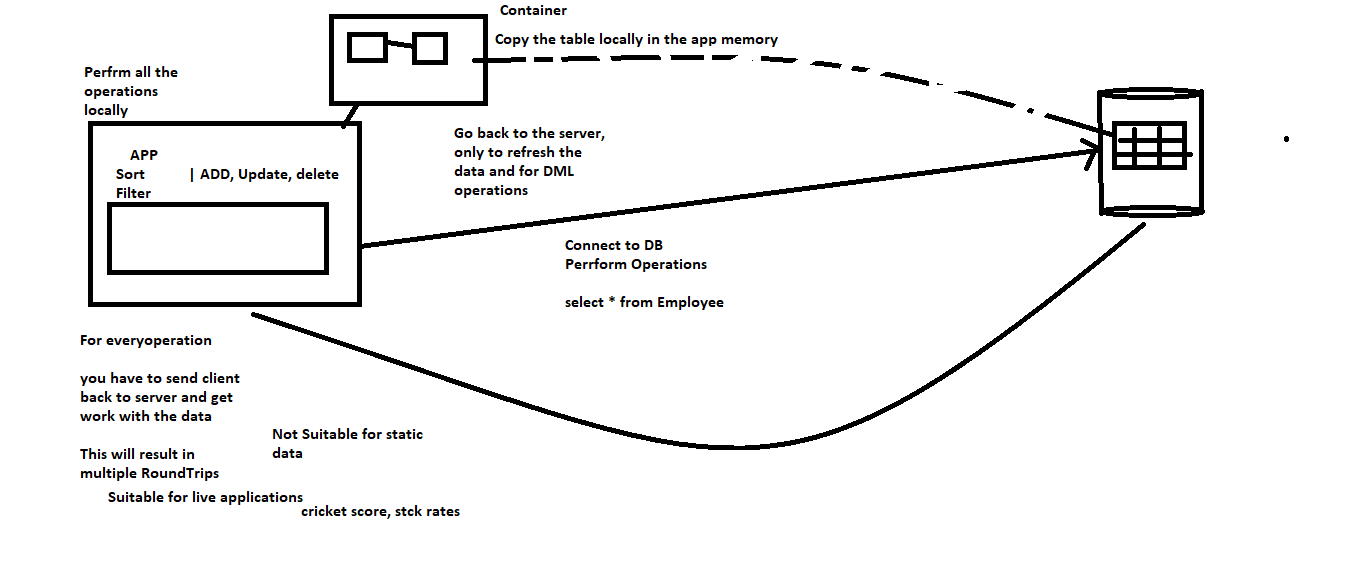 Container
Copy the table locally in the app memory
Perfrm all the
operations
locally
APP
Sort | ADD, Update, delete
Filter
Go back to the server,
only to refresh the
data and for DML
operations
Connect to DB
Perrform Operations
select * from Employee
For everyoperation
you have to send client
back to server and get
work with the data
This will result in
multiple RoundTrips
Not Suitable for static
data
Suitable for live applications
cricket score, stck rates